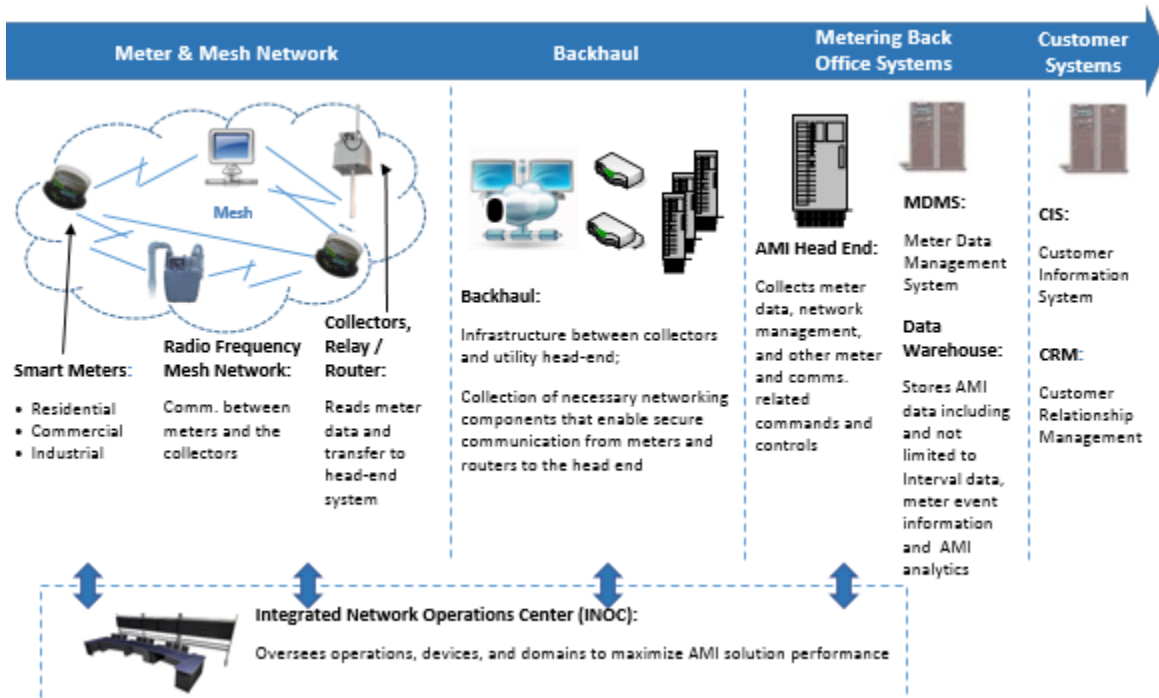 Meter & Mesh Network
Backhaul
Metering Back
Office Systems
Customer
Systems
Mesh
Smart Meters:
• Residential
• Commercial
• Industrial
Radio Frequency
Mesh Network:
Comm. between
meters and the
collectors
Collectors,
Relay /
Router:
Reads meter
data and
transfer to
head-end
system
Backhaul:
Infrastructure between collectors
and utility head-end;
Collection of necessary networking
components that enable secure
communication from meters and
routers to the head end
AMI Head End:
Collects meter
data, network
management,
and other meter
and comms.
related
commands and
controls
MDMS:
Meter Data
Management
System
Data
Warehouse:
Stores AMI
data including
and not
limited to
Interval data,
meter event
information
and AMI
analytics
CIS:
Customer
Information
System
CRM:
Customer
Relationship
Management
Integrated Network Operations Center (INOC):
Oversees operations, devices, and domains to maximize AMI solution performance